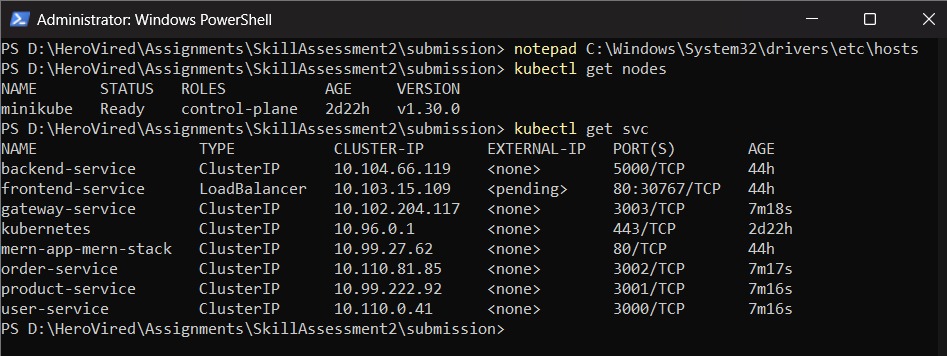 Administrator: Windows PowerShell
PS D:\HeroVired\Assignments\SkillAssessment2\submission> notepad C:\Windows\System32\drivers\etc\hosts
PS D:\HeroVired\Assignments\SkillAssessment2\submission> kubectl get nodes
NAME       STATUS   ROLES           AGE     VERSION
minikube   Ready    control-plane   2d22h   v1.30.0
PS D:\HeroVired\Assignments\SkillAssessment2\submission> kubectl get svc
NAME                  TYPE           CLUSTER-IP       EXTERNAL-IP   PORT(S)        AGE
backend-service       ClusterIP      10.104.66.119    <none>        5000/TCP       44h
frontend-service      LoadBalancer   10.103.15.109    <pending>     80:30767/TCP   44h
gateway-service       ClusterIP      10.102.204.117   <none>        3003/TCP       7m18s
kubernetes            ClusterIP      10.96.0.1        <none>        443/TCP        2d22h
mern-app-mern-stack   ClusterIP      10.99.27.62      <none>        80/TCP         44h
order-service         ClusterIP      10.110.81.85     <none>        3002/TCP       7m17s
product-service       ClusterIP      10.99.222.92     <none>        3001/TCP       7m16s
user-service          ClusterIP      10.110.0.41      <none>        3000/TCP       7m16s
PS D:\HeroVired\Assignments\SkillAssessment2\submission>